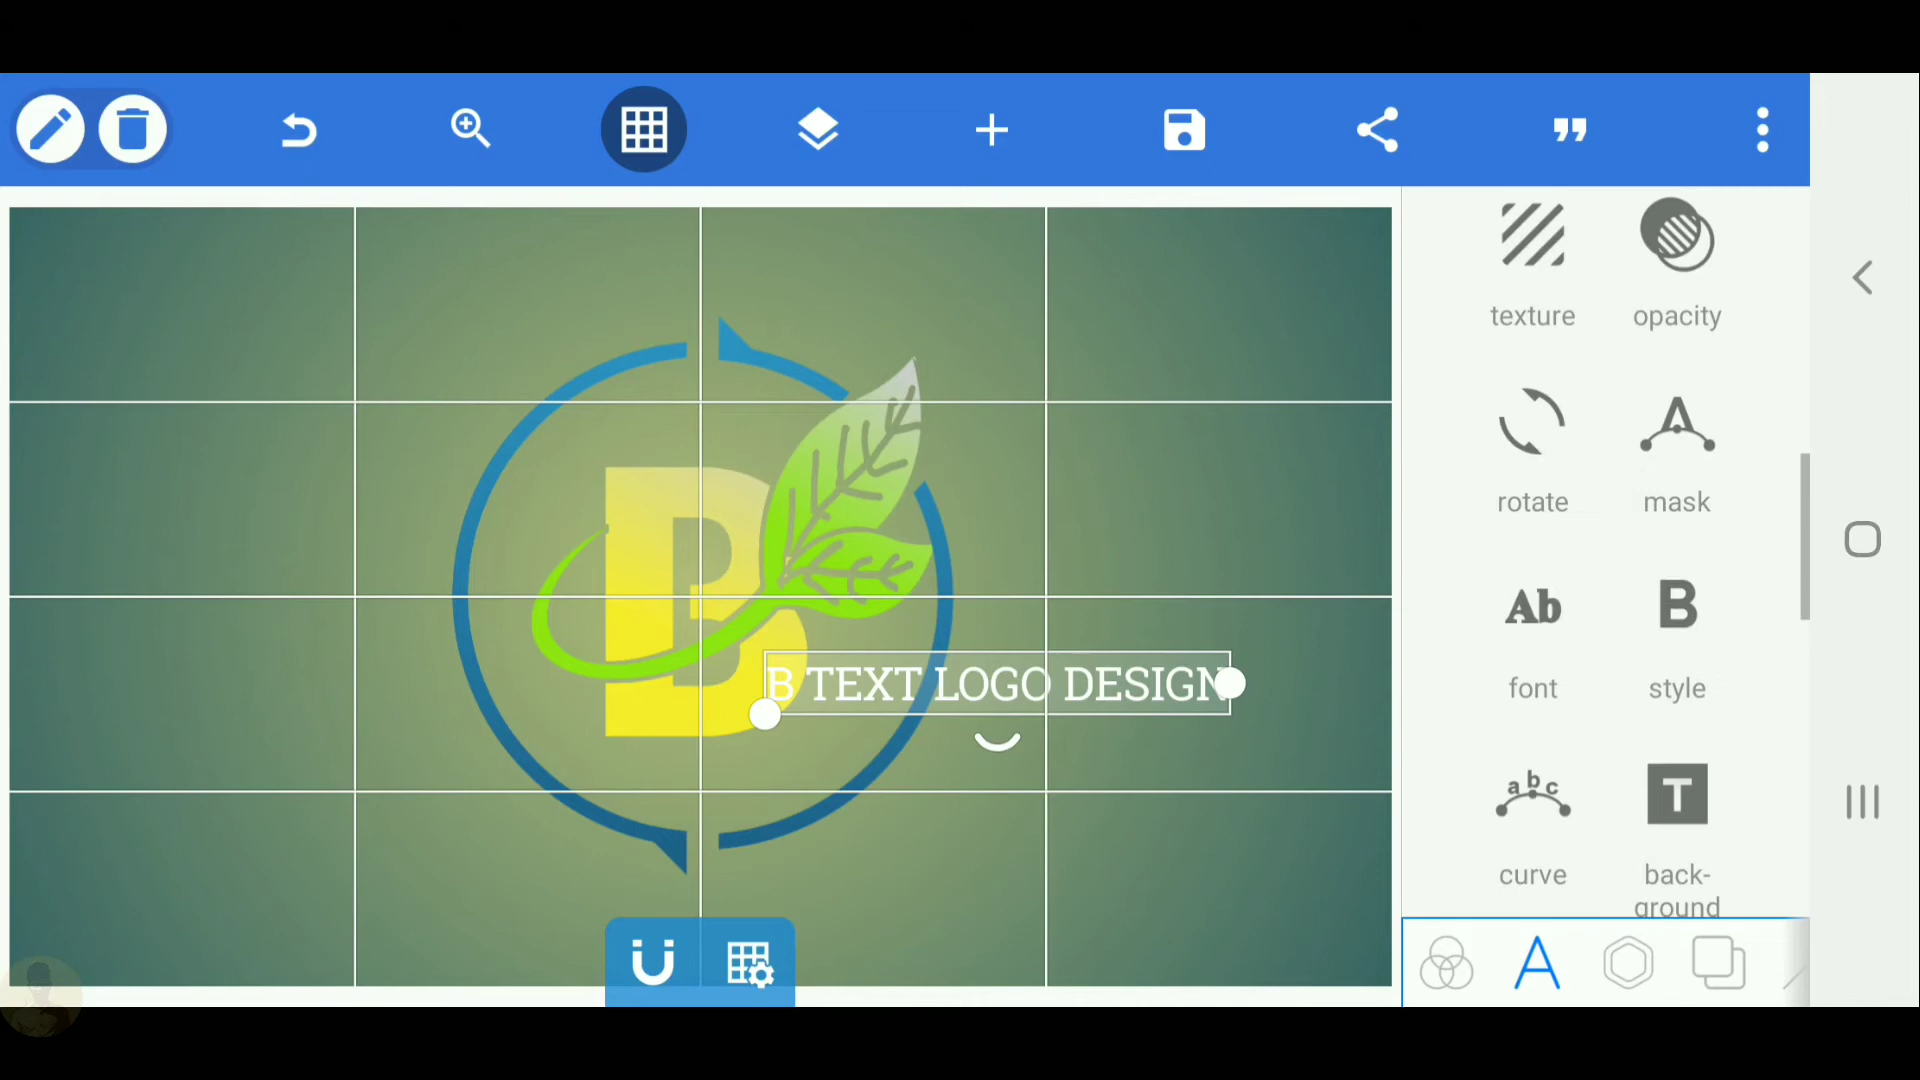 texture
opacity
rotate
mask
Ab
font
B
style
abc
curve
T
back-
ground
B
B TEXT LOGO DESIGN
A